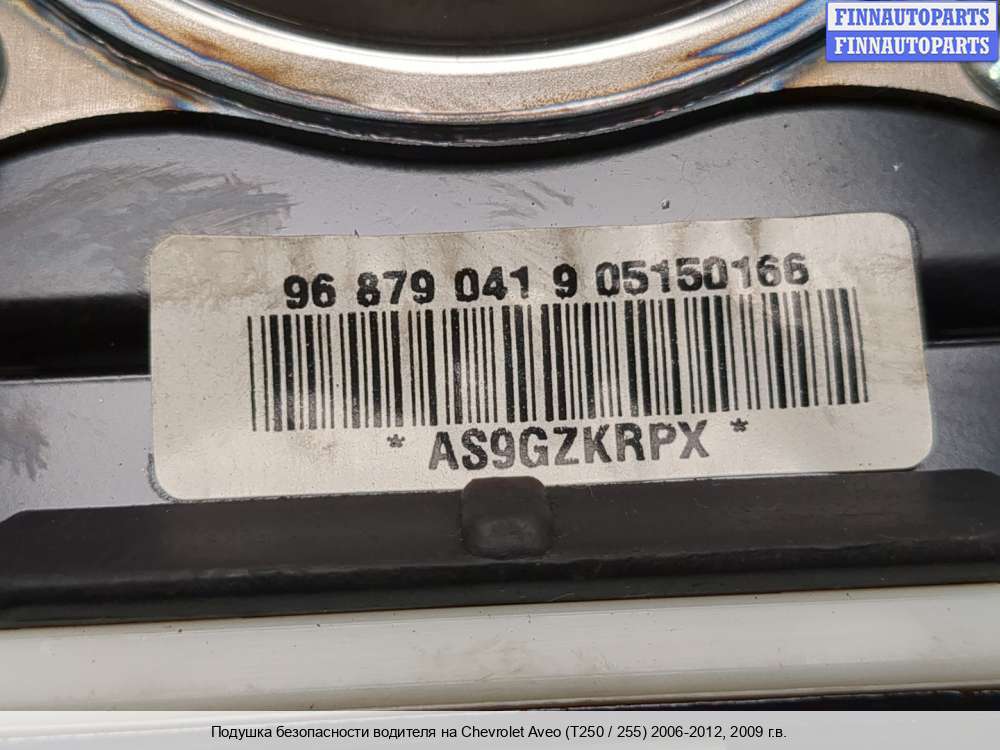 FINNAUTOPARTS
FINNAUTOPARTS
96 879 041 9 05150166
* AS9GZKRPX *
Подушка безопасности водителя на Chevrolet Aveo (T250 / 255) 2006-2012, 2009 г.в.